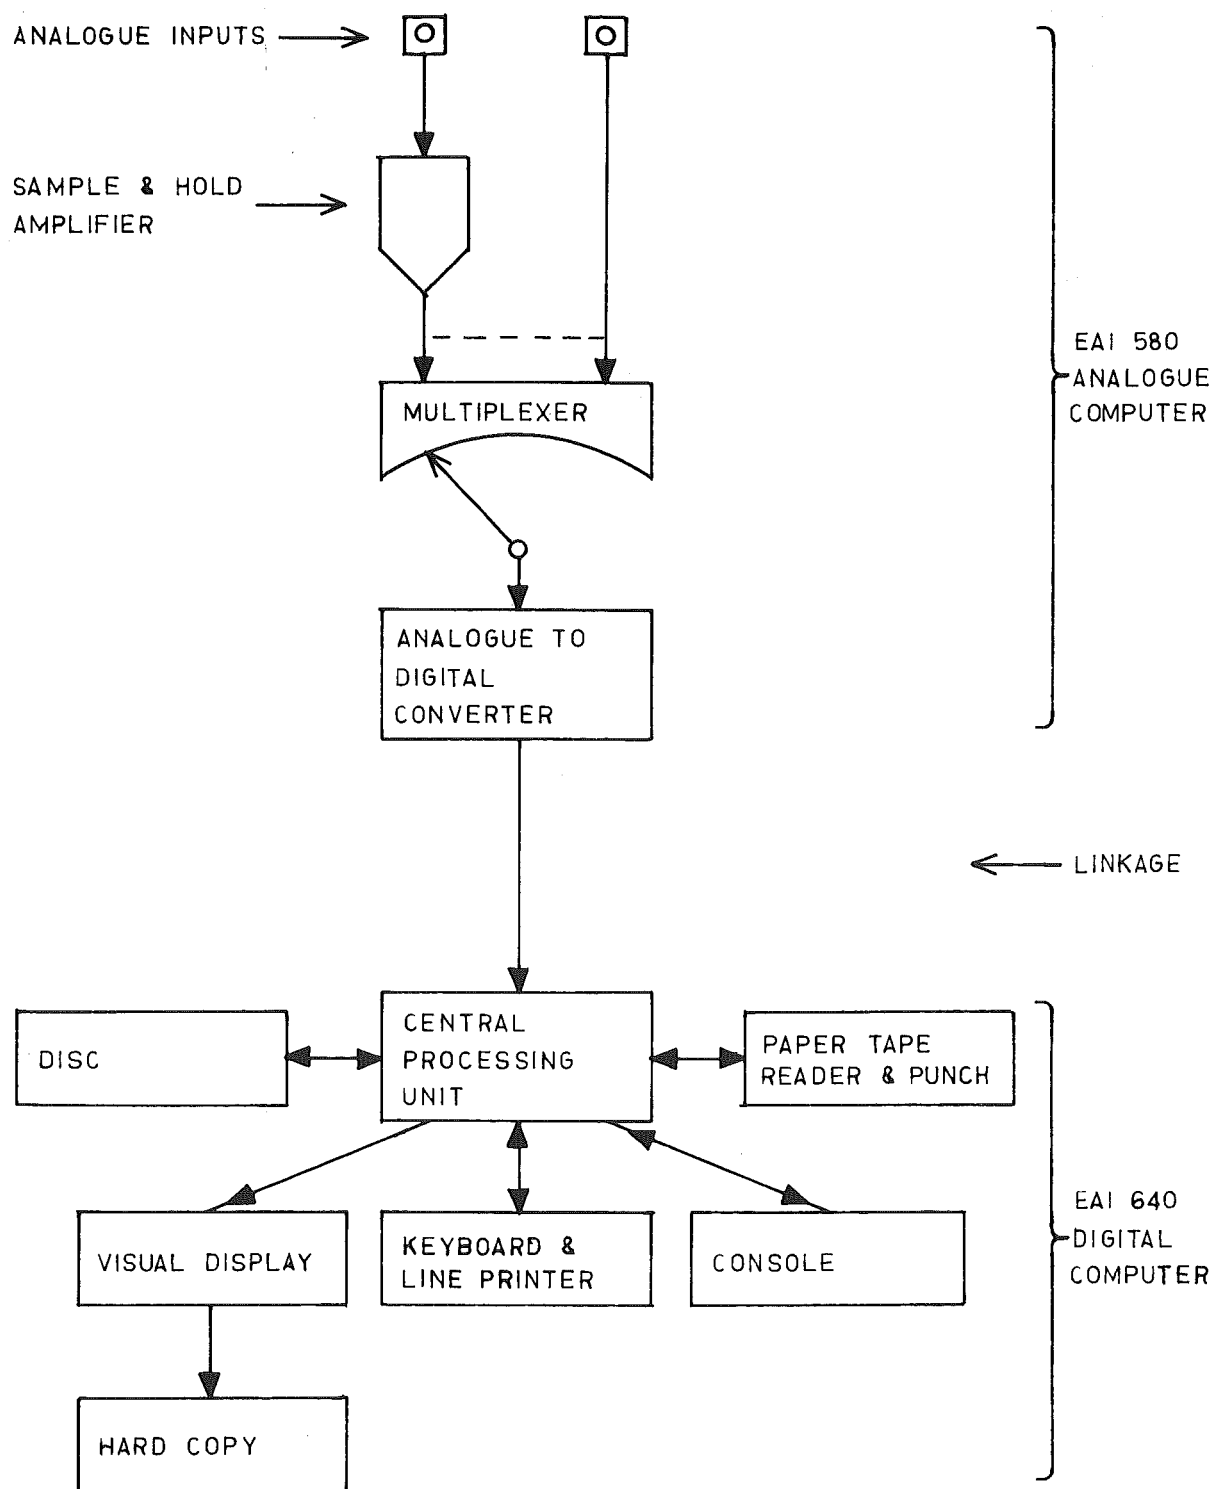 ANALOGUE INPUTS
SAMPLE & HOLD
AMPLIFIER
MULTIPLEXER
EAI 580
ANALOGUE
COMPUTER
ANALOGUE TO
DIGITAL
CONVERTER
LINKAGE
CENTRAL
PROCESSING
UNIT
DISC
PAPER TAPE
READER & PUNCH
VISUAL DISPLAY
KEYBOARD &
LINE PRINTER
CONSOLE
EAI 640
DIGITAL
COMPUTER
HARD COPY